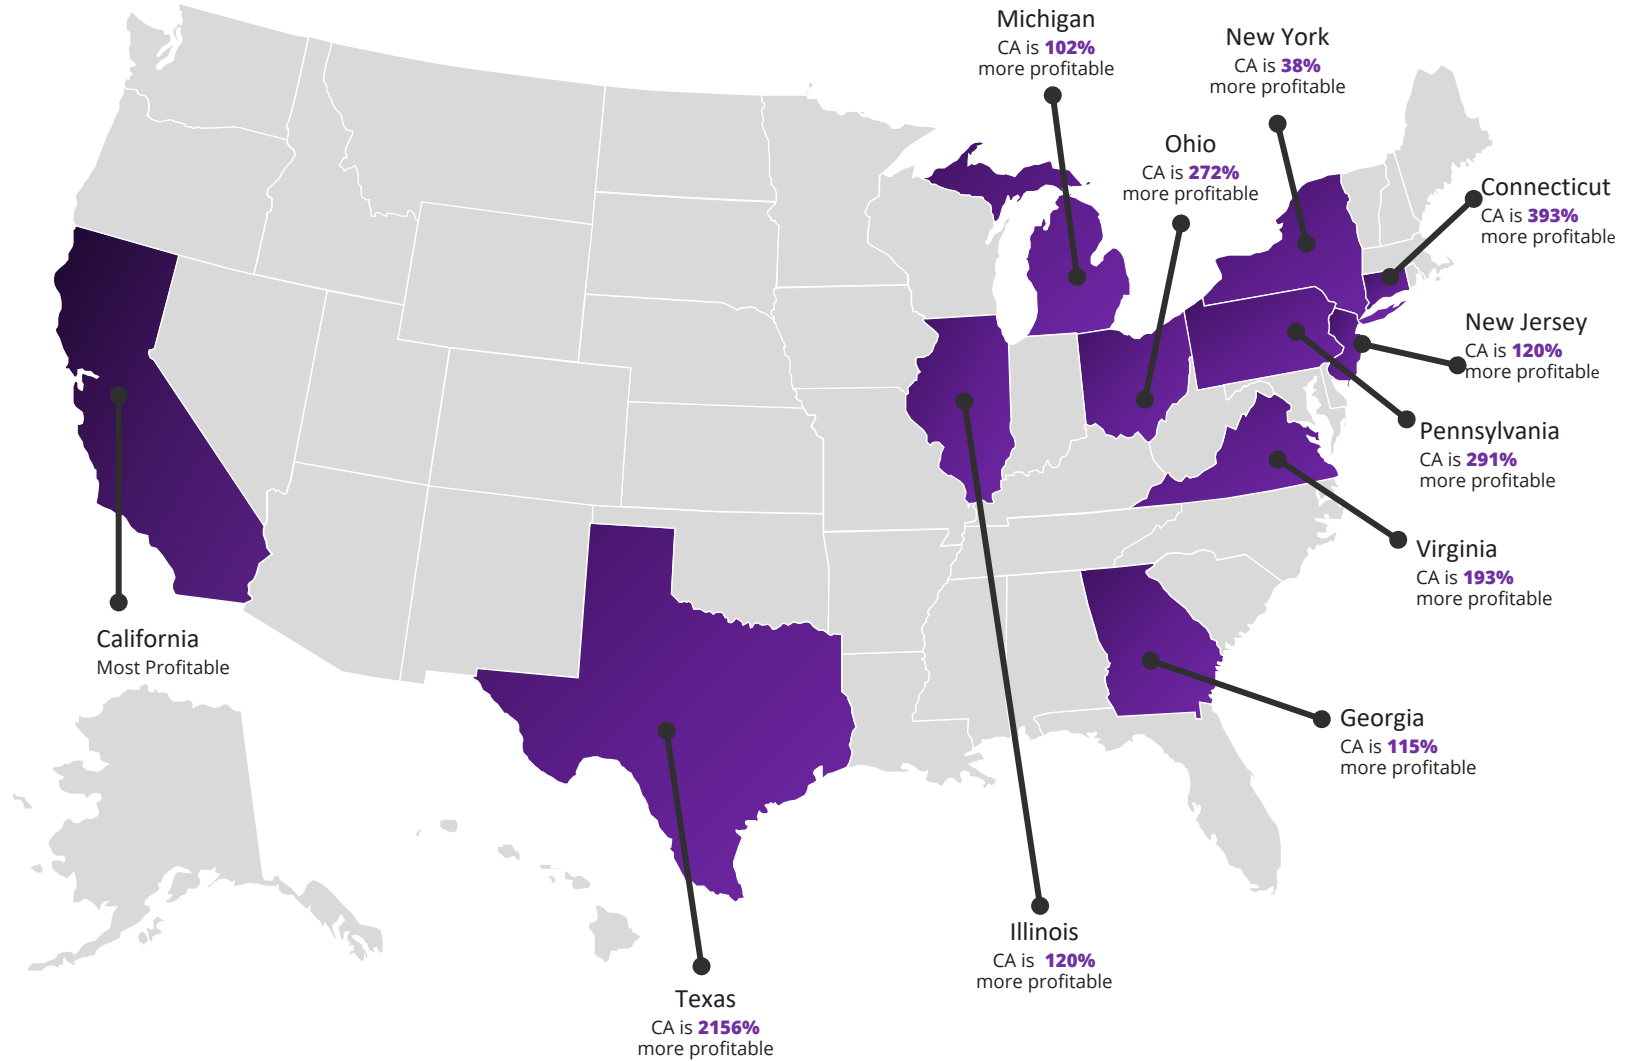 Michigan
CA is 102%
more profitable
New York
CA is 38%
more profitable
Ohio
CA is 272%
more profitable
Connecticut
CA is 393%
more profitable
New Jersey
CA is 120%
more profitable
Pennsylvania
CA is 291%
more profitable
Virginia
CA is 193%
more profitable
California
Most Profitable
Georgia
CA is 115%
more profitable
Illinois
CA is 120%
more profitable
Texas
CA is 2156%
more profitable